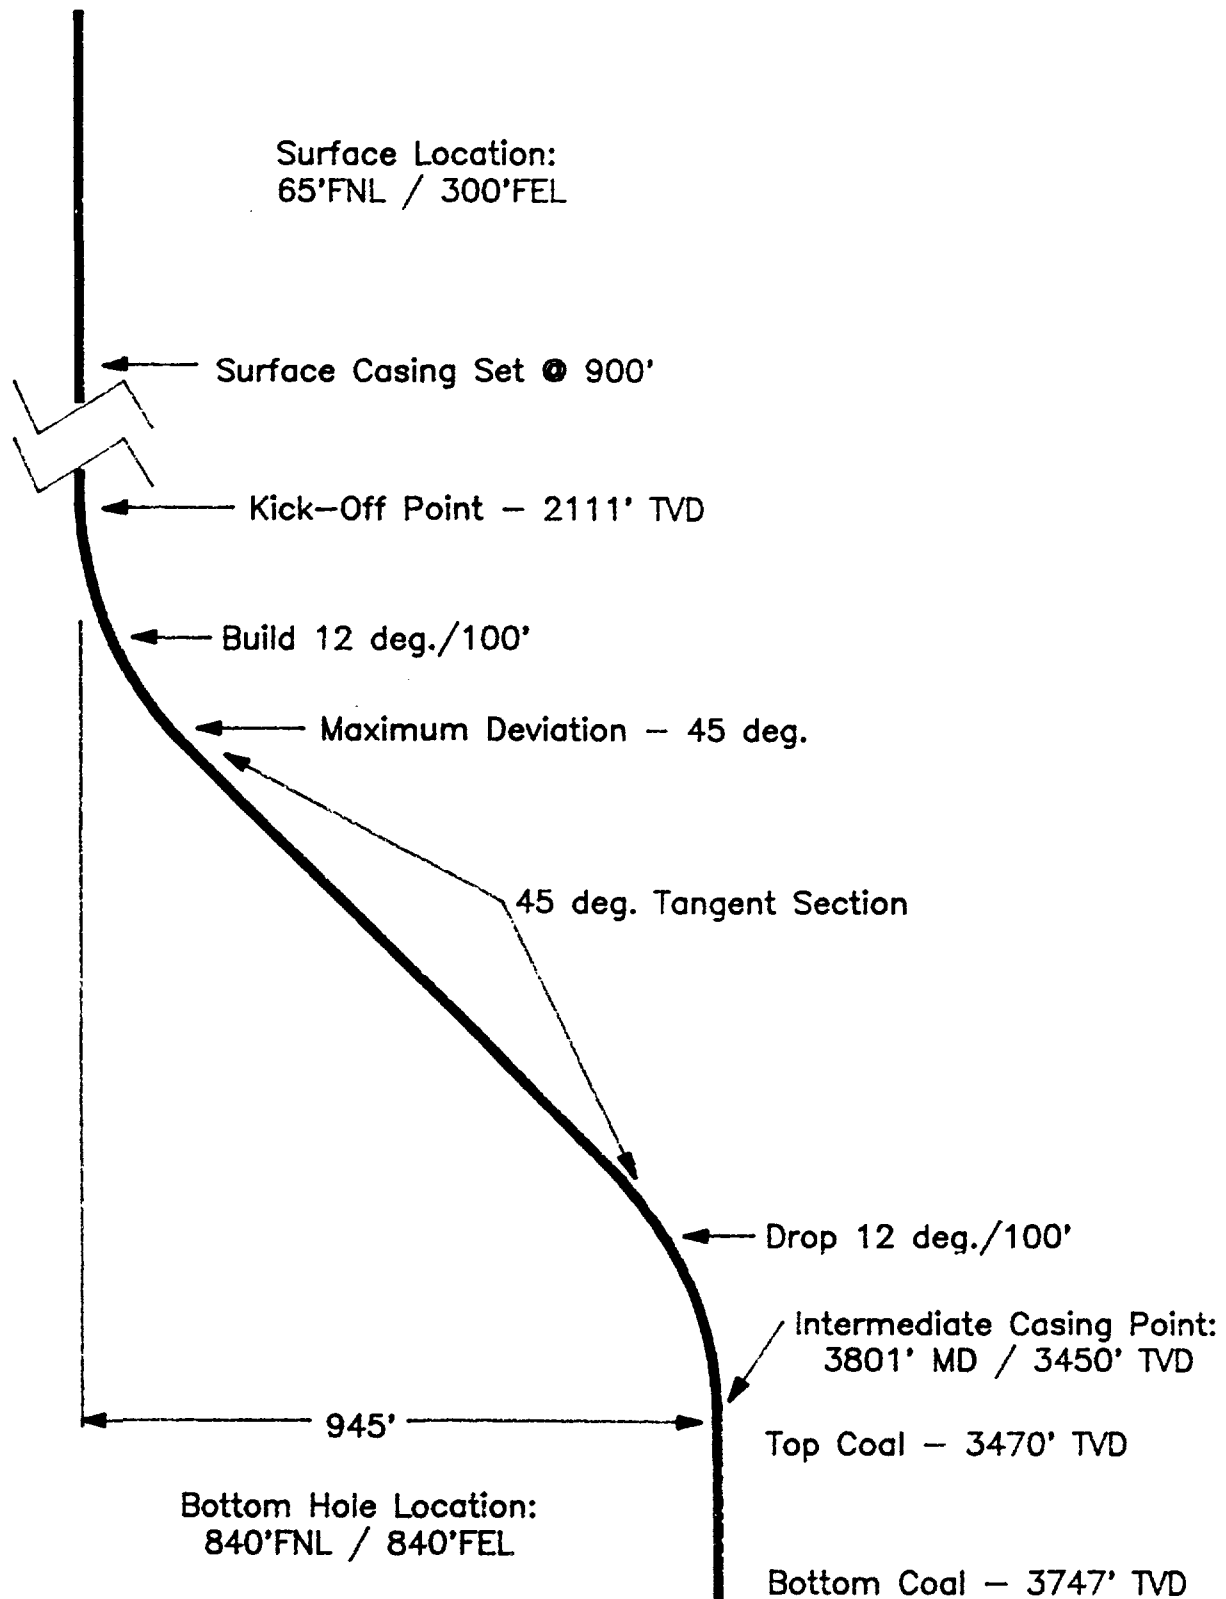 Surface Location:
65'FNL / 300'FEL
Surface Casing Set @ 900'
Kick-Off Point - 2111' TVD
Build 12 deg./100'
Maximum Deviation - 45 deg.
45 deg. Tangent Section
Drop 12 deg./100'
Intermediate Casing Point:
3801' MD / 3450' TVD
945'
Top Coal - 3470' TVD
Bottom Hole Location:
840'FNL / 840'FEL
Bottom Coal - 3747' TVD